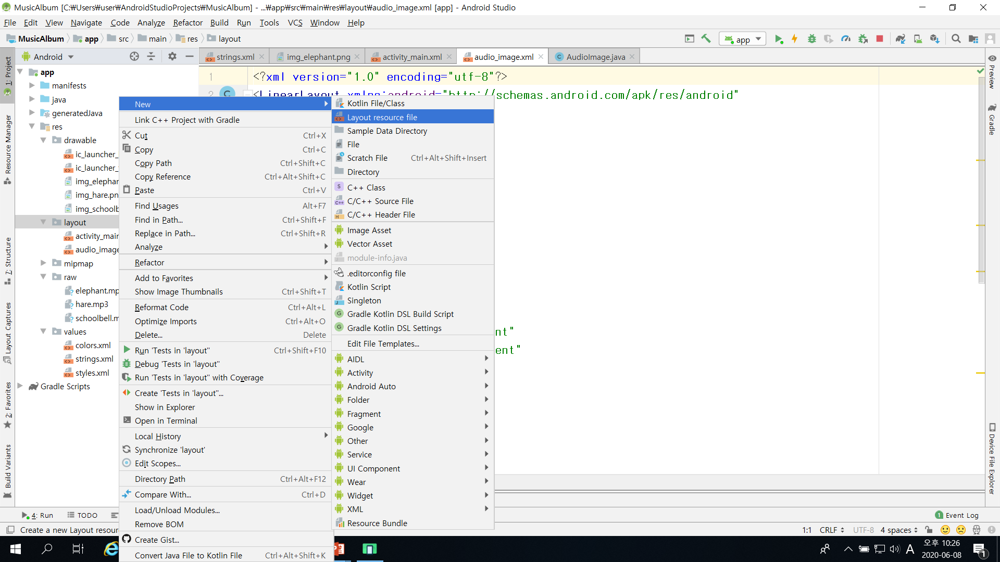 MusicAlbum [C:₩Users₩user₩AndroidStudioProjects₩MusicAlbum] - ...₩app₩src₩main₩res₩layout₩audio_image.xml [app] - Android Studio
File Edit View Navigate Code Analyze Refactor Build Run Tools VCS Window Help
MusicAlbum app src main res layout app
Android strings.xml img_elephant.png activity_main.xml audio_image.xml AudioImage.java
1: Project
Resource Manager
7: Structure
Layout Captures
2: Favorites
Build Variants
app
manifests
java
generatedJava
res
drawable
ic_launcher_
ic_launcher_
img_elephan
img_hare.pn
img_schoolb
layout
activity_main
audio_image
mipmap
raw
elephant.mp
hare.mp3
schoolbell.m
values
colors.xml
strings.xml
styles.xml
Gradle Scripts
1 <?xml version="1.0" encoding="utf-8"?>
2 <LinearLayout xmlns:android="http://schemas.android.com/apk/res/android"
nt"
ent"
New
Link C++ Project with Gradle
Cut Ctrl+X
Copy Ctrl+C
Copy Path Ctrl+Shift+C
Copy Reference Ctrl+Alt+Shift+C
Paste Ctrl+V
Find Usages Alt+F7
Find in Path... Ctrl+Shift+F
Replace in Path... Ctrl+Shift+R
Analyze
Refactor
Add to Favorites
Show Image Thumbnails Ctrl+Shift+T
Reformat Code Ctrl+Alt+L
Optimize Imports Ctrl+Alt+O
Delete... Delete
Run 'Tests in 'layout'' Ctrl+Shift+F10
Debug 'Tests in 'layout''
Run 'Tests in 'layout'' with Coverage
Create 'Tests in 'layout''...
Show in Explorer
Open in Terminal
Local History
Synchronize 'layout'
Edit Scopes...
Directory Path Ctrl+Alt+F12
Compare With... Ctrl+D
Load/Unload Modules...
Remove BOM
Create Gist...
Convert Java File to Kotlin File Ctrl+Alt+Shift+K
Kotlin File/Class
Layout resource file
Sample Data Directory
File
Scratch File Ctrl+Alt+Shift+Insert
Directory
C++ Class
C/C++ Source File
C/C++ Header File
Image Asset
Vector Asset
module-info.java
.editorconfig file
Kotlin Script
Singleton
Gradle Kotlin DSL Build Script
Gradle Kotlin DSL Settings
Edit File Templates...
AIDL
Activity
Android Auto
Folder
Fragment
Google
Other
Service
UI Component
Wear
Widget
XML
Resource Bundle
Preview
Gradle
Device File Explorer
4: Run TODO 1 Event Log
Create a new Layout resour 1:1 CRLF UTF-8 4 spaces
A 오후 10:26
2020-06-08 1